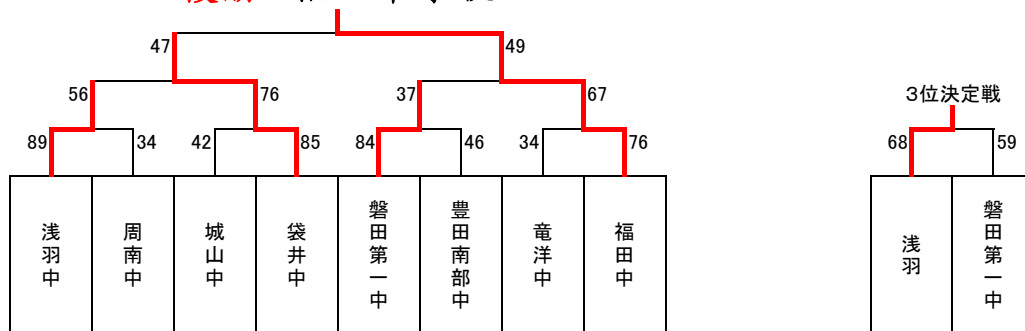 47
49
56
76
37
67
3位決定戦
89
34
42
85
84
46
34
76
68
59
浅羽中
周南中
城山中
袋井中
磐田第一中
豊田南部中
竜洋中
福田中
浅羽
磐田第一中